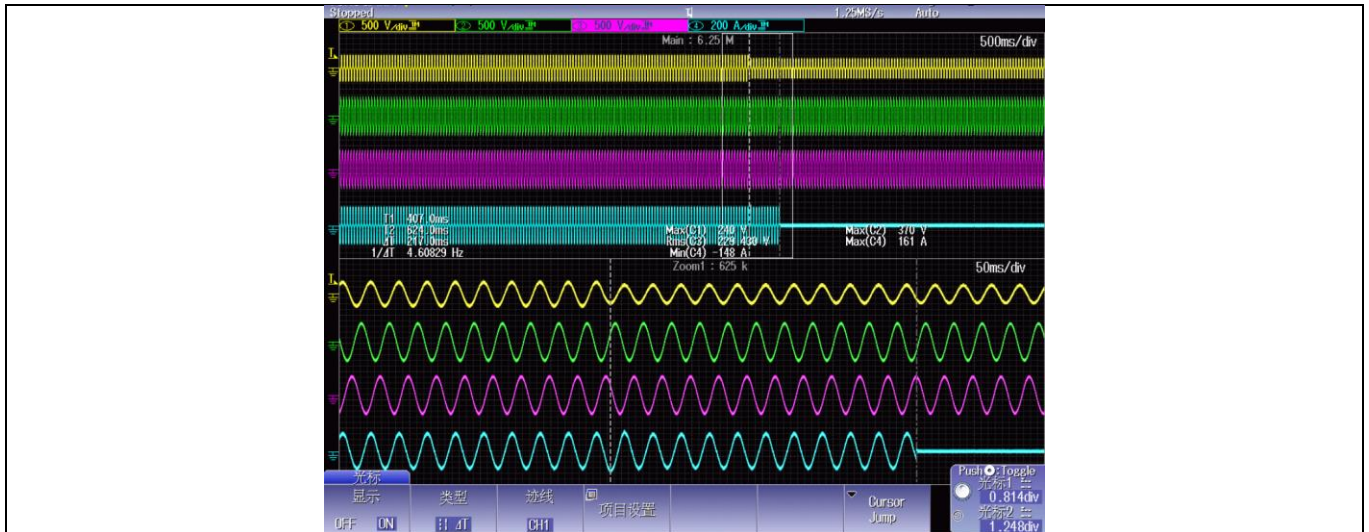 Stopped 1.25MS/s Auto
① 500 V/div ② 500 V/div 500 V/div ④ 200 A/div
Main : 6.25 M 500ms/div
T1 407.0ms
T2 624.0ms Max(C1) 240 V Max(C2) 370 V
ΔT 217.0ms Rms(C3) 229.430 V Max(C4) 161 A
1/ΔT 4.60829 Hz Min(C4) -148 A
Zoom1 : 625 k 50ms/div
光标
Push :Toggle
显示 类型 迹线 项目设置 Cursor Jump 光标1
0.814div
OFF ON ΔT CH1 光标2
1.248div